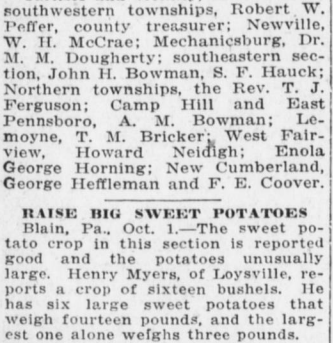 southwestern townships, Robert W.
Peffer, county treasurer; Newville,
W. H. McCrae; Mechanicsburg, Dr.
M. M. Dougherty; southeastern sec-
tion, John H. Bowman, S. F. Hauck;
Northern townships, the Rev. T. J.
Ferguson; Camp Hill and East
Pennsboro, A. M. Bowman; Le-
moyne, T. M. Bricker; West Fair-
view, Howard Neidigh; Enola
George Horning; New Cumberland,
George Heffleman and F. E. Coover.
RAISE BIG SWEET POTATOES
Blain, Pa., Oct. 1.—The sweet po-
tato crop in this section is reported
good and the potatoes unusually
large. Henry Myers, of Loysville, re-
ports a crop of sixteen bushels. He
has six large sweet potatoes that
weigh fourteen pounds, and the larg-
est one alone weighs three pounds.